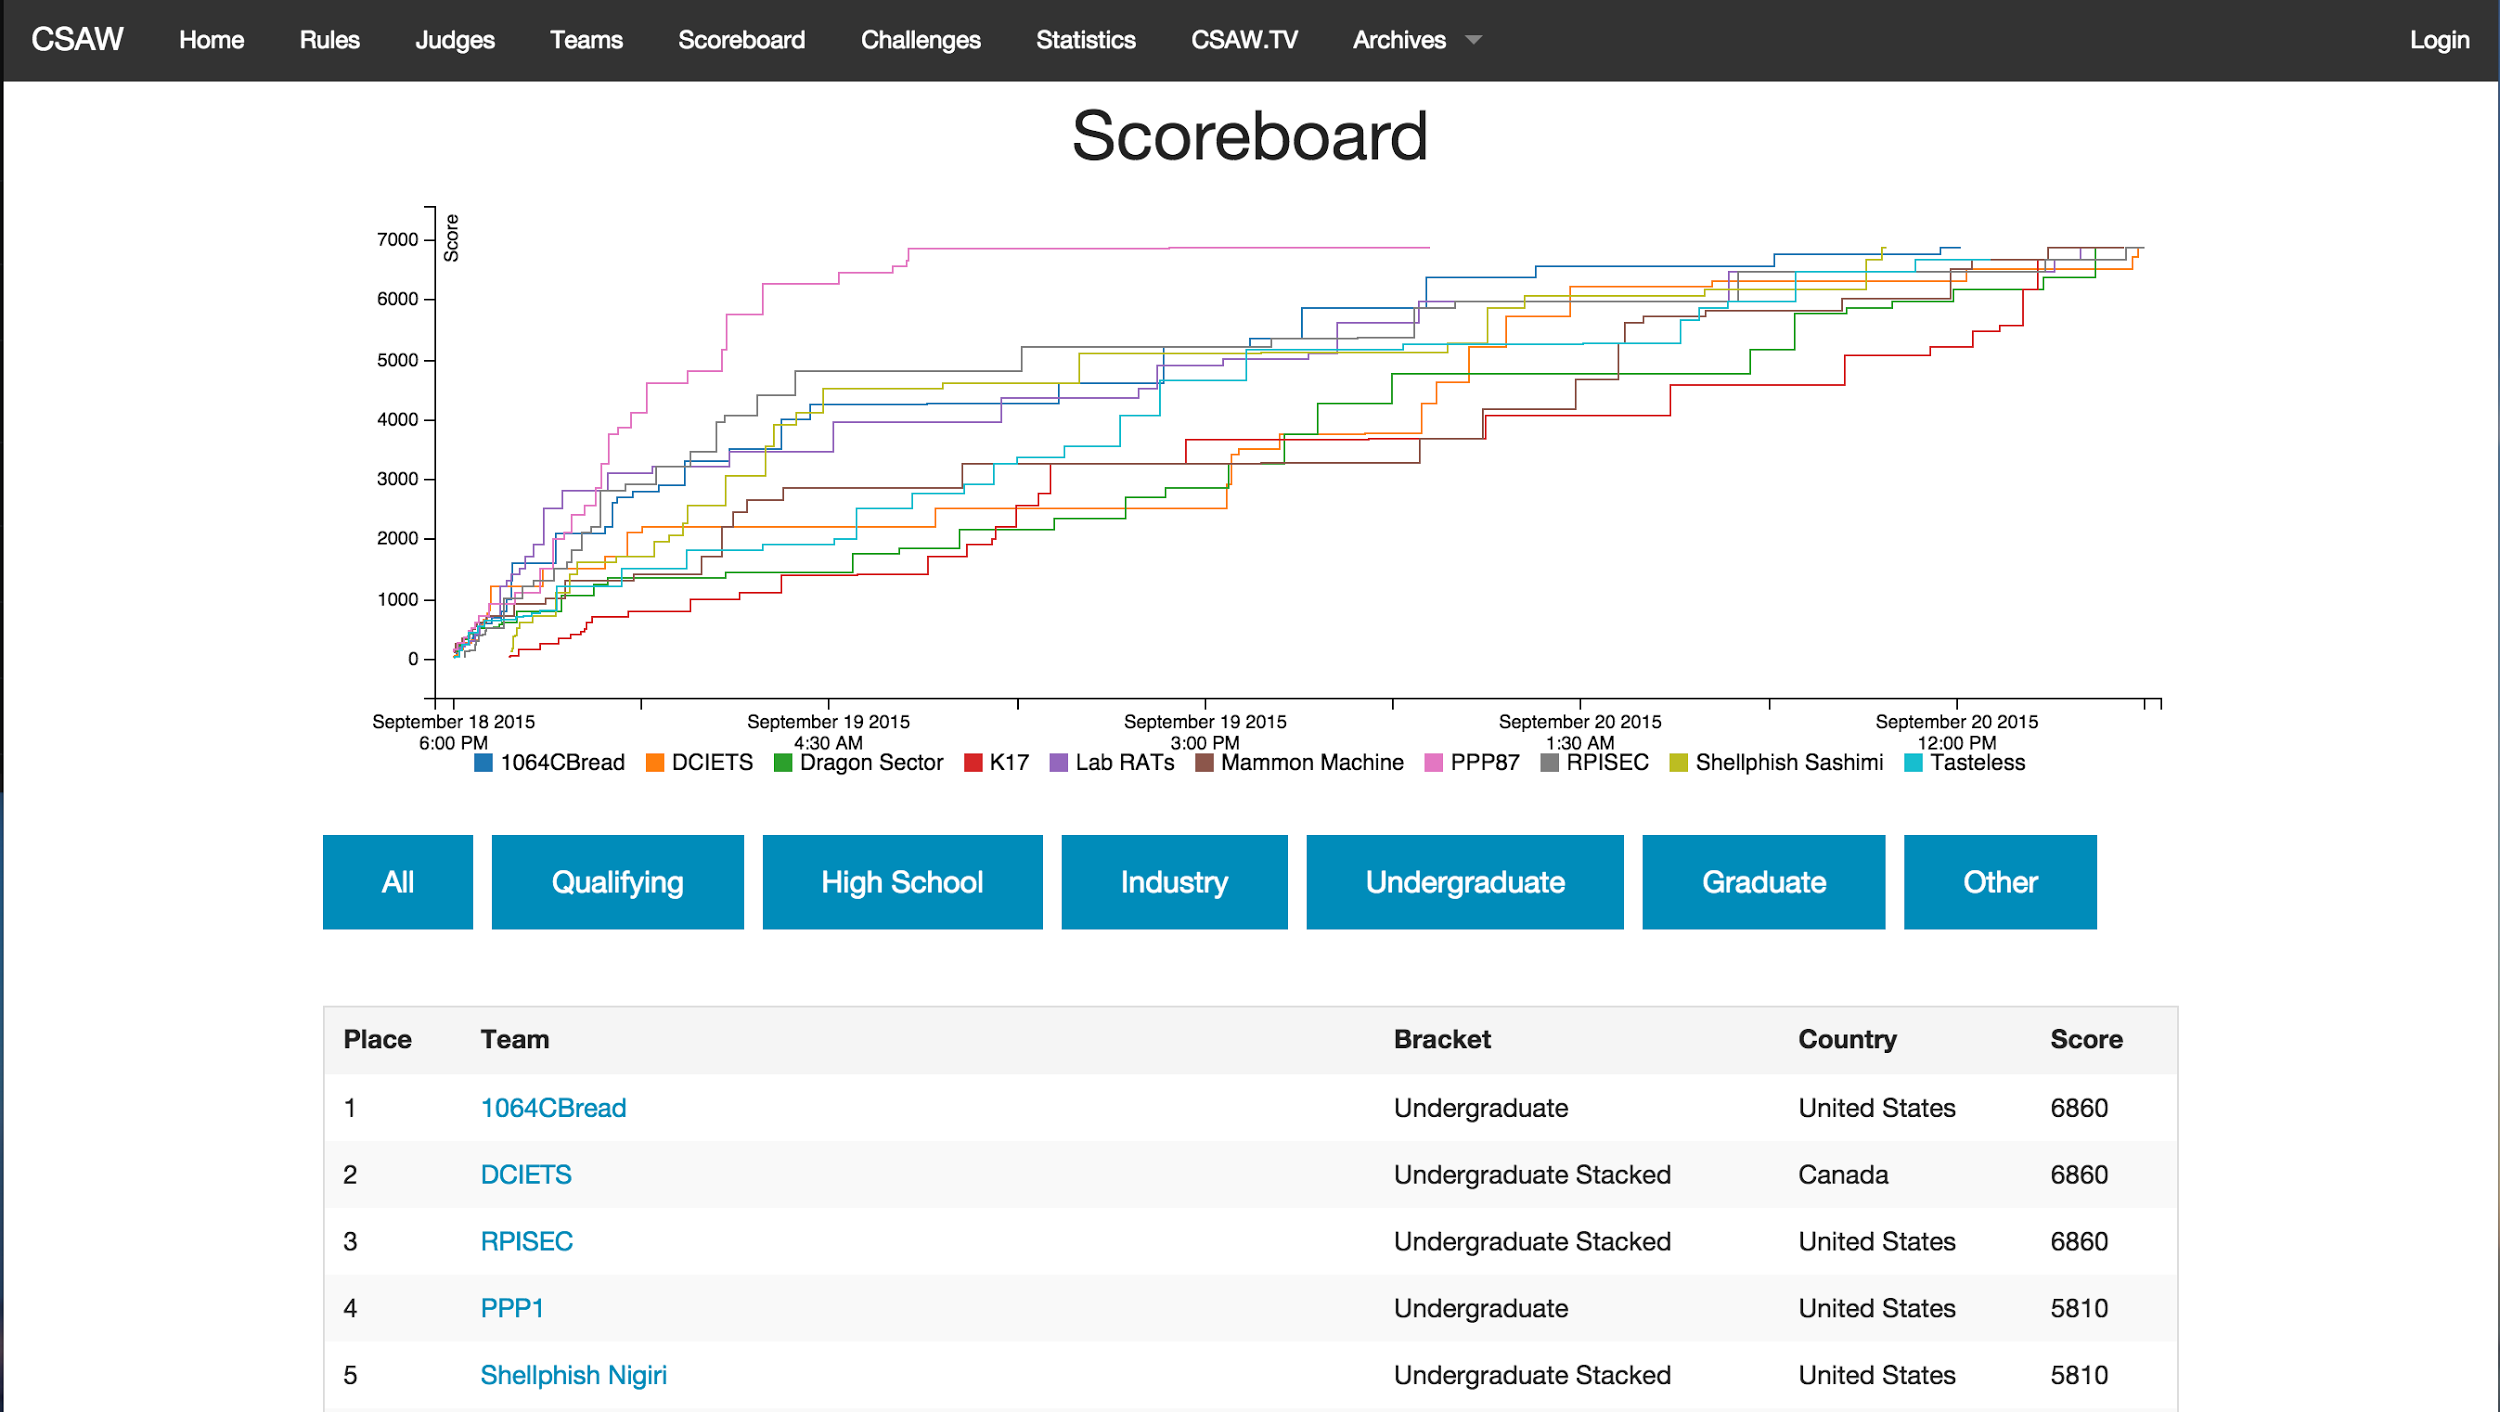 CSAW Home Rules Judges Teams Scoreboard Challenges Statistics CSAW.TV Archives Login
Scoreboard
Score
7000
6000
5000
4000
3000
2000
1000
0
September 18 2015 September 19 2015 September 19 2015 September 20 2015 September 20 2015
6:00 PM 4:30 AM 3:00 PM 1:30 AM 12:00 PM
1064CBread DCIETS Dragon Sector K17 Lab RATs Mammon Machine PPP87 RPISEC Shellphish Sashimi Tasteless
All Qualifying High School Industry Undergraduate Graduate Other
Place Team Bracket Country Score
1 1064CBread Undergraduate United States 6860
2 DCIETS Undergraduate Stacked Canada 6860
3 RPISEC Undergraduate Stacked United States 6860
4 PPP1 Undergraduate United States 5810
5 Shellphish Nigiri Undergraduate Stacked United States 5810